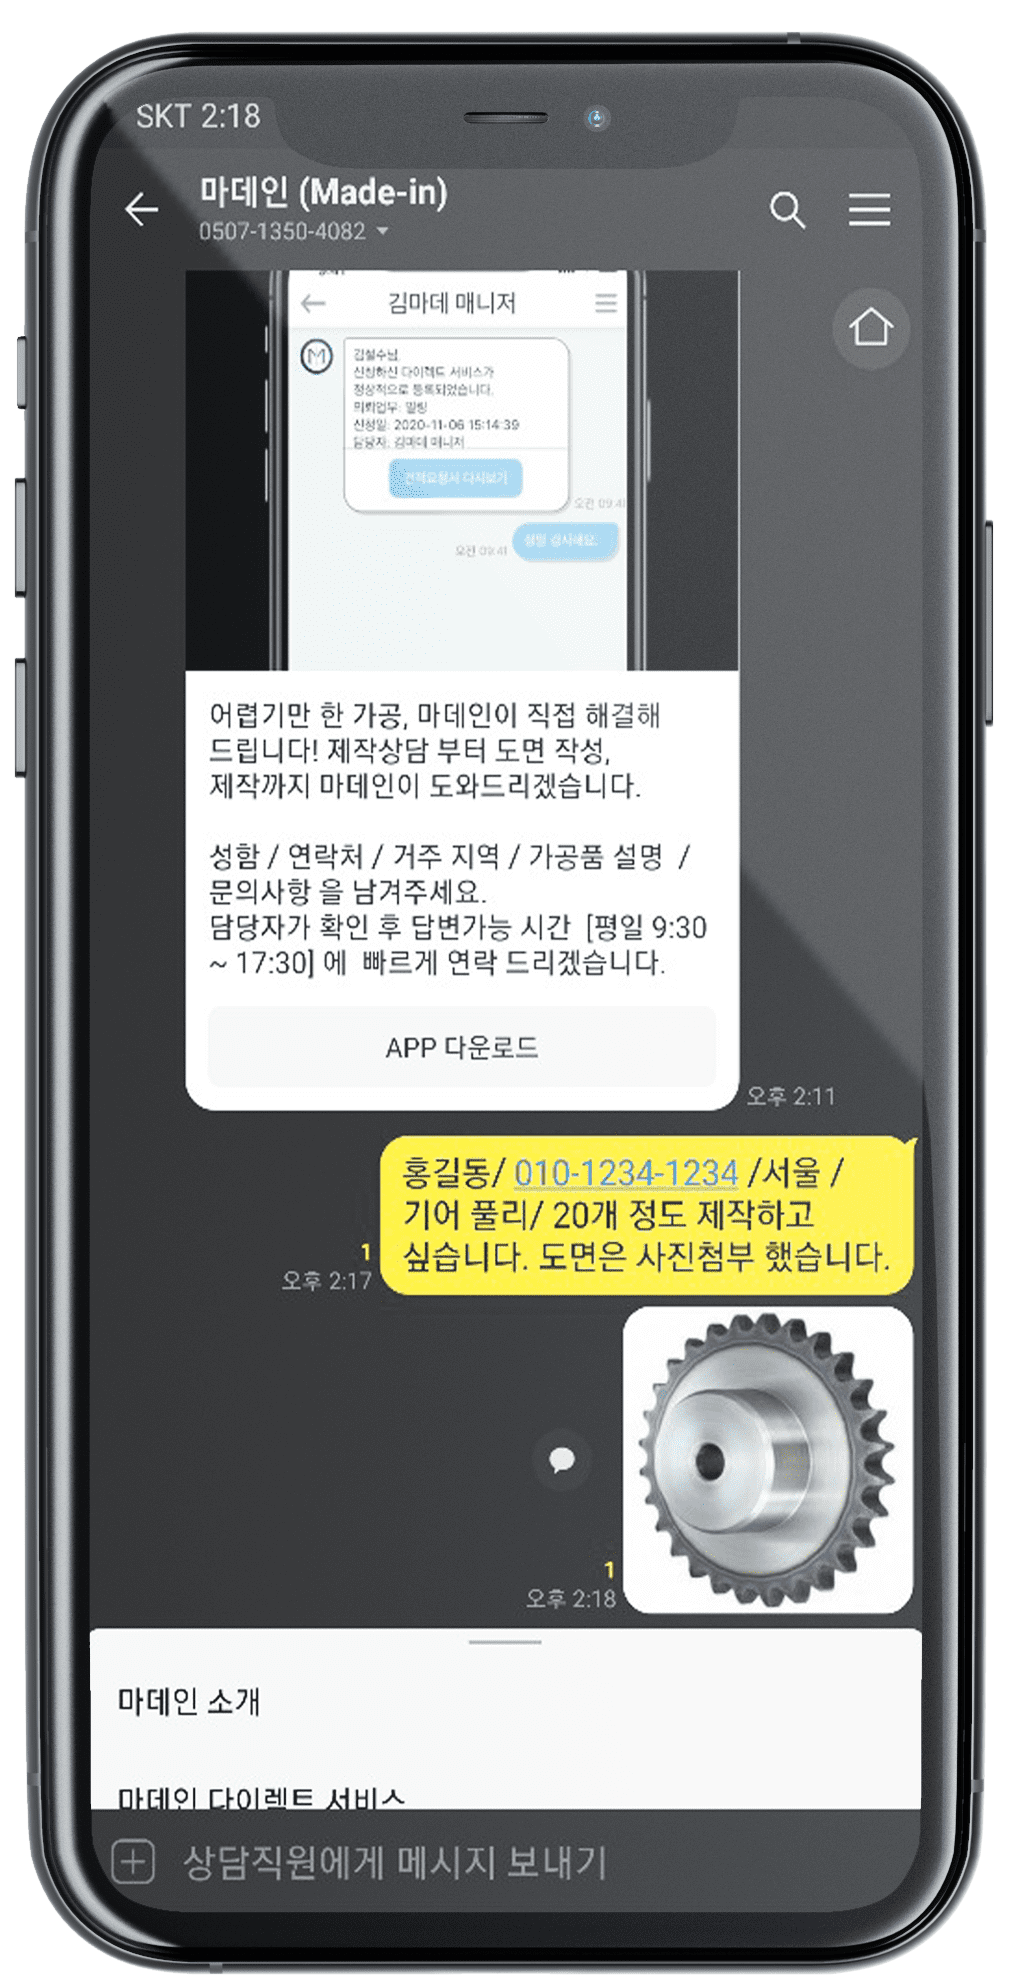 SKT 2:18
마데인 (Made-in)
0507-1350-4082
김마데 매니저
김철수님
신청하신 다이렉트 서비스가
정상적으로 등록되었습니다.
의뢰업무: 밀링
신청일: 2020-11-06 15:14:39
담당자: 김마데 매니저
견적요청서 다시보기
오전 09:41
오전 09:41
설명 감사해요.
어렵기만 한 가공, 마데인이 직접 해결해
드립니다! 제작상담 부터 도면 작성,
제작까지 마데인이 도와드리겠습니다.
성함 / 연락처 / 거주 지역 / 가공품 설명 /
문의사항 을 남겨주세요.
담당자가 확인 후 답변가능 시간 [평일 9:30
~ 17:30] 에 빠르게 연락 드리겠습니다.
APP 다운로드
오후 2:11
홍길동/ 010-1234-1234 /서울 /
기어 풀리/ 20개 정도 제작하고
싶습니다. 도면은 사진첨부 했습니다.
1
오후 2:17
1
오후 2:18
마데인 소개
마데인 다이렉트 서비스
상담직원에게 메시지 보내기